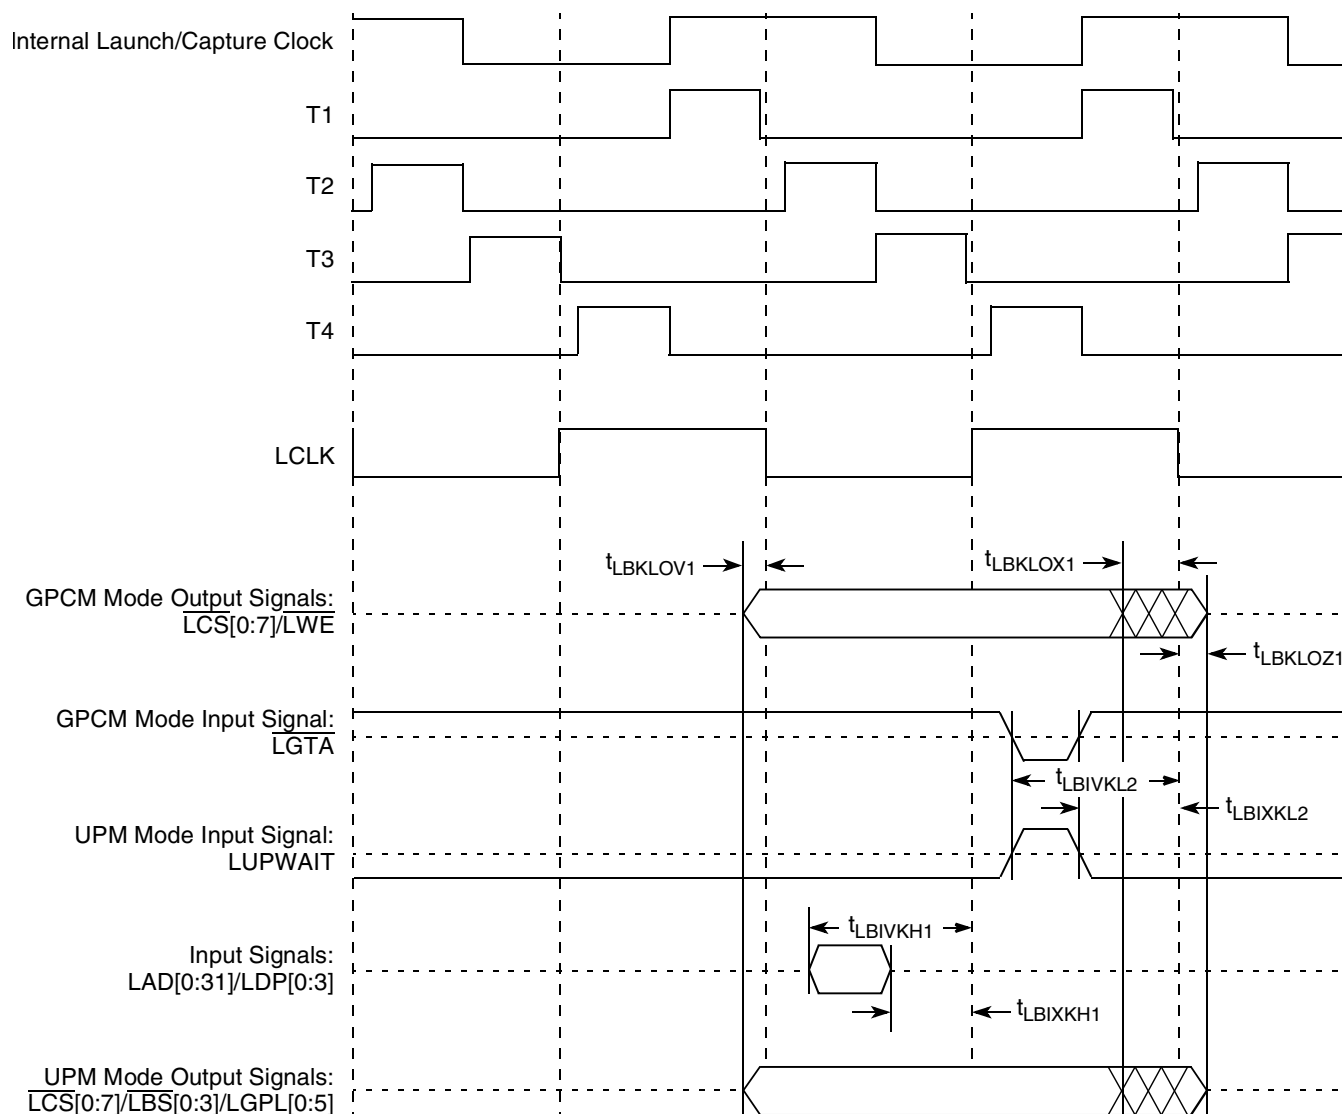 Internal Launch/Capture Clock
T1
T2
T3
T4
LCLK
tLBKLOV1
tLBKLOX1
GPCM Mode Output Signals:
LCS[0:7]/LWE
tLBKLOZ1
GPCM Mode Input Signal:
LGTA
tLBIVKL2
tLBIXKL2
UPM Mode Input Signal:
LUPWAIT
tLBIVKH1
Input Signals:
LAD[0:31]/LDP[0:3]
tLBIXKH1
UPM Mode Output Signals:
LCS[0:7]/LBS[0:3]/LGPL[0:5]